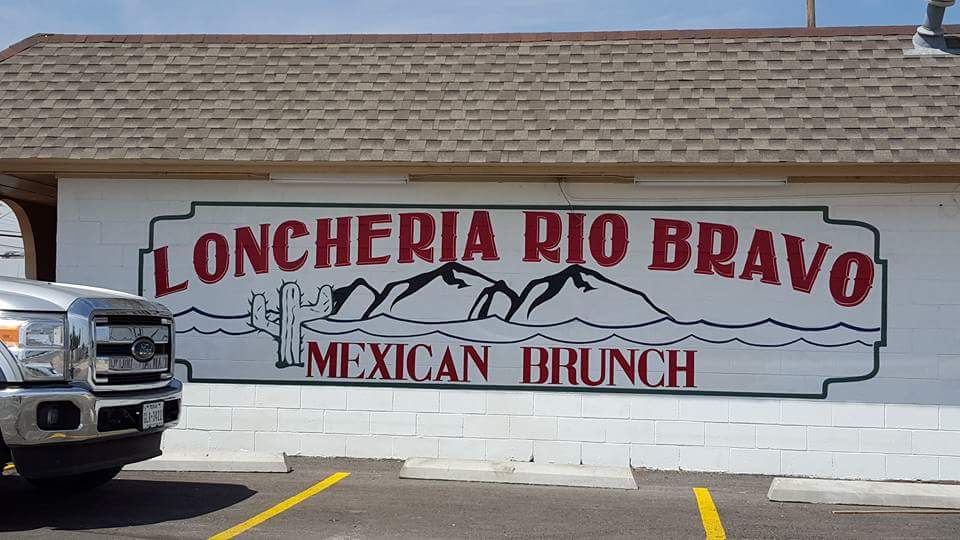 LONCHERIA RIO BRAVO
MEXICAN BRUNCH